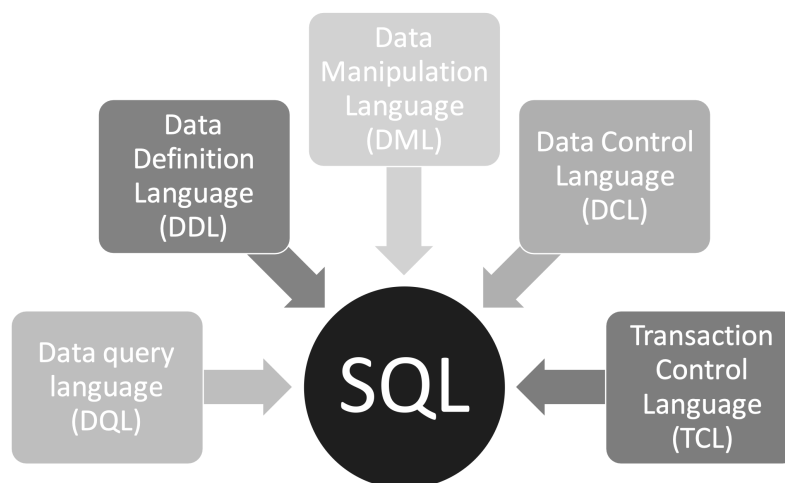 Data
Manipulation
Language
(DML)
Data
Definition
Language
(DDL)
Data Control
Language
(DCL)
Data query
language
(DQL)
SQL
Transaction
Control
Language
(TCL)